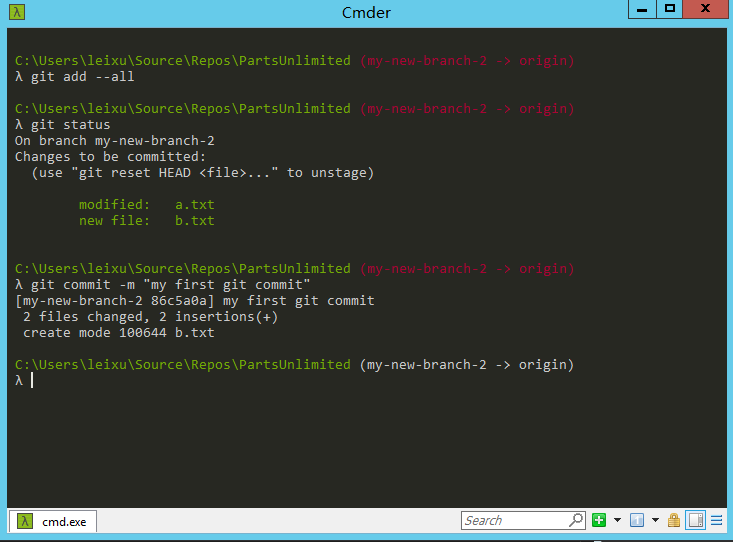 λ Cmder
C:\Users\leixu\Source\Repos\PartsUnlimited (my-new-branch-2 -> origin)
λ git add --all
C:\Users\leixu\Source\Repos\PartsUnlimited (my-new-branch-2 -> origin)
λ git status
On branch my-new-branch-2
Changes to be committed:
  (use "git reset HEAD <file>..." to unstage)
        modified:   a.txt
        new file:   b.txt
C:\Users\leixu\Source\Repos\PartsUnlimited (my-new-branch-2 -> origin)
λ git commit -m "my first git commit"
[my-new-branch-2 86c5a0a] my first git commit
 2 files changed, 2 insertions(+)
 create mode 100644 b.txt
C:\Users\leixu\Source\Repos\PartsUnlimited (my-new-branch-2 -> origin)
λ
λ cmd.exe Search 1